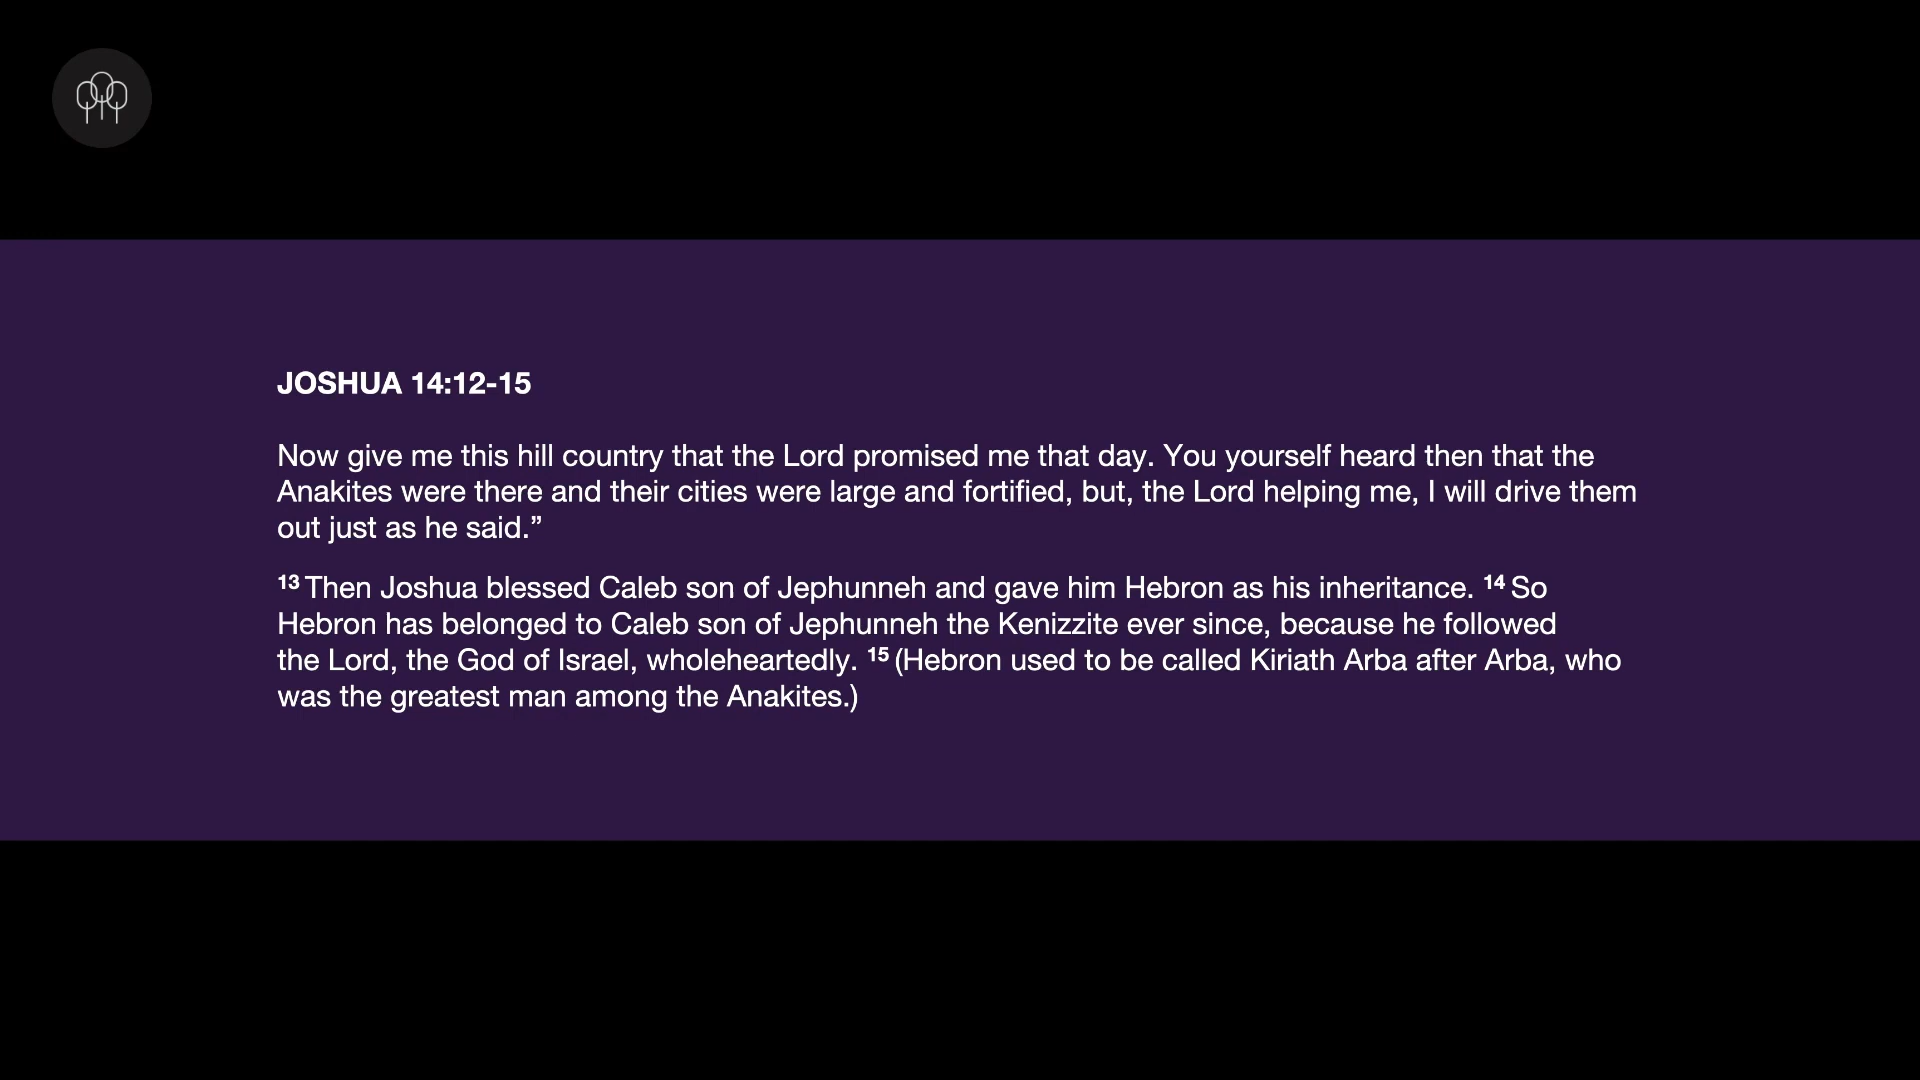 JOSHUA 14:12-15
Now give me this hill country that the Lord promised me that day. You yourself heard then that the
Anakites were there and their cities were large and fortified, but, the Lord helping me, I will drive them
out just as he said.”
13 Then Joshua blessed Caleb son of Jephunneh and gave him Hebron as his inheritance. 14 So
Hebron has belonged to Caleb son of Jephunneh the Kenizzite ever since, because he followed
the Lord, the God of Israel, wholeheartedly. 15 (Hebron used to be called Kiriath Arba after Arba, who
was the greatest man among the Anakites.)